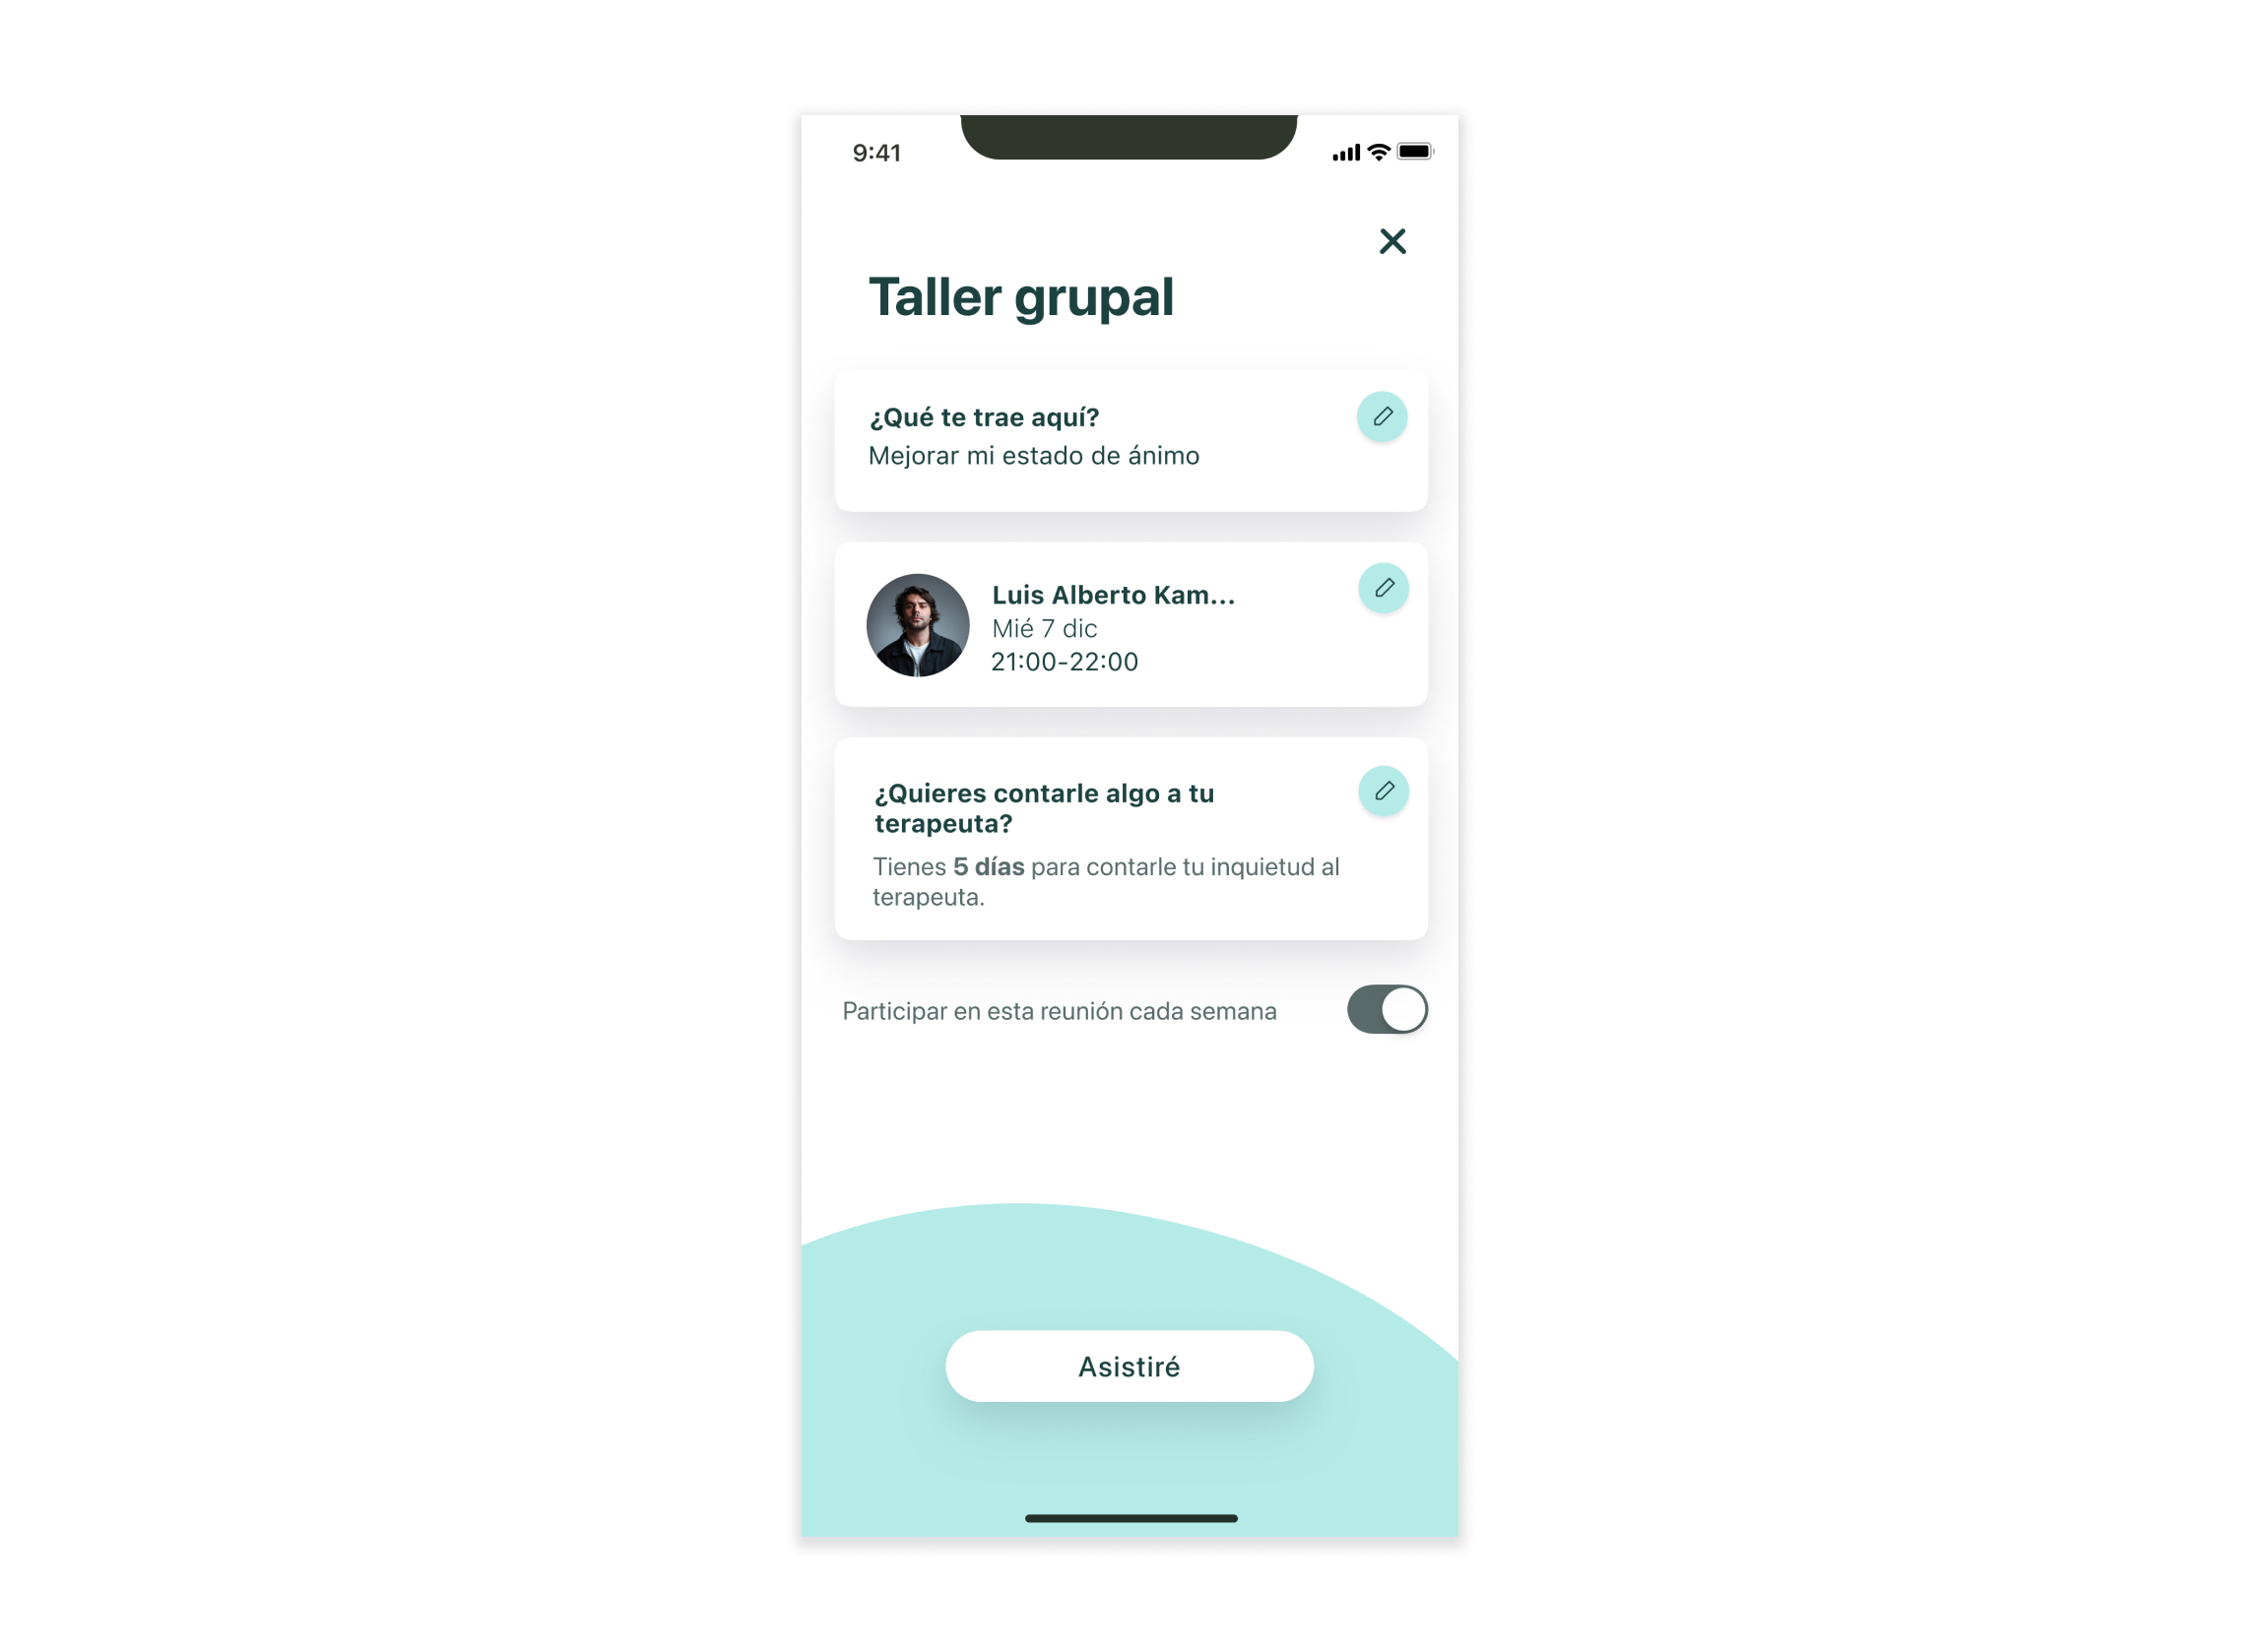 9:41
Taller grupal
¿Qué te trae aquí?
Mejorar mi estado de ánimo
Luis Alberto Kam...
Mié 7 dic
21:00-22:00
¿Quieres contarle algo a tu
terapeuta?
Tienes 5 días para contarle tu inquietud al
terapeuta.
Participar en esta reunión cada semana
Asistiré